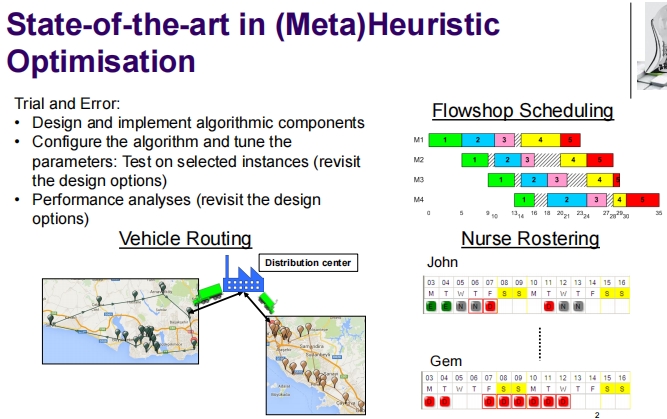 State-of-the-art in (Meta)Heuristic
Optimisation
Trial and Error:
• Design and implement algorithmic components
• Configure the algorithm and tune the
parameters: Test on selected instances (revisit
the design options)
• Performance analyses (revisit the design
options)
Flowshop Scheduling
M1 1 2 3 4 5
M2 1 2 3 4 5
M3 1 2 3 4 5
M4 1 2 3 4 5
0 5 9 10 13 14 16 18 20 21 23 24 27 28 29 30 35
Vehicle Routing
Distribution center
Nurse Rostering
John
03 04 05 06 07 08 09 10 11 12 13 14 15 16
M T W T F S S M T W T F S S
E E N N N N
Gem
03 04 05 06 07 08 09 10 11 12 13 14 15 16
M T W T F S S M T W T F S S
2